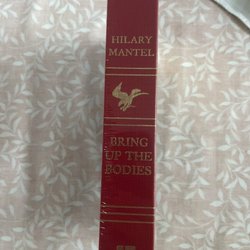 HILARY
MANTEL
BRING
UP THE
BODIES